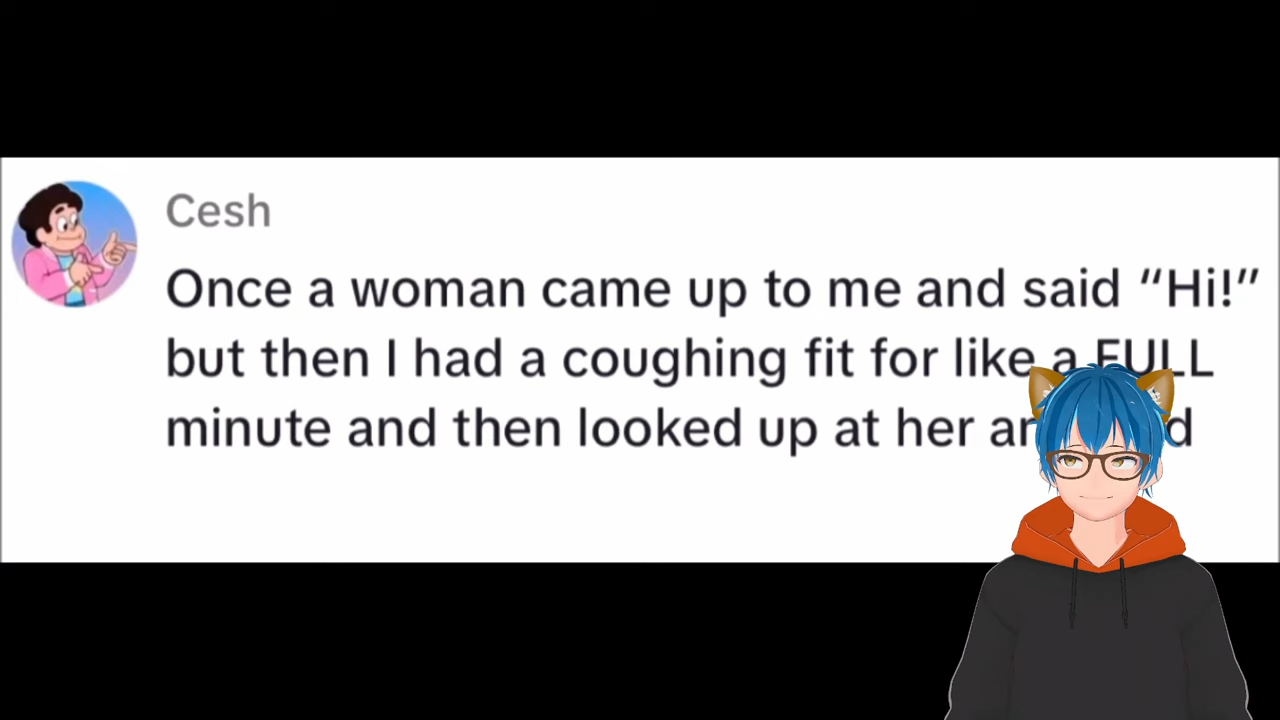 Cesh
Once a woman came up to me and said “Hi!”
but then I had a coughing fit for like a FULL
minute and then looked up at her